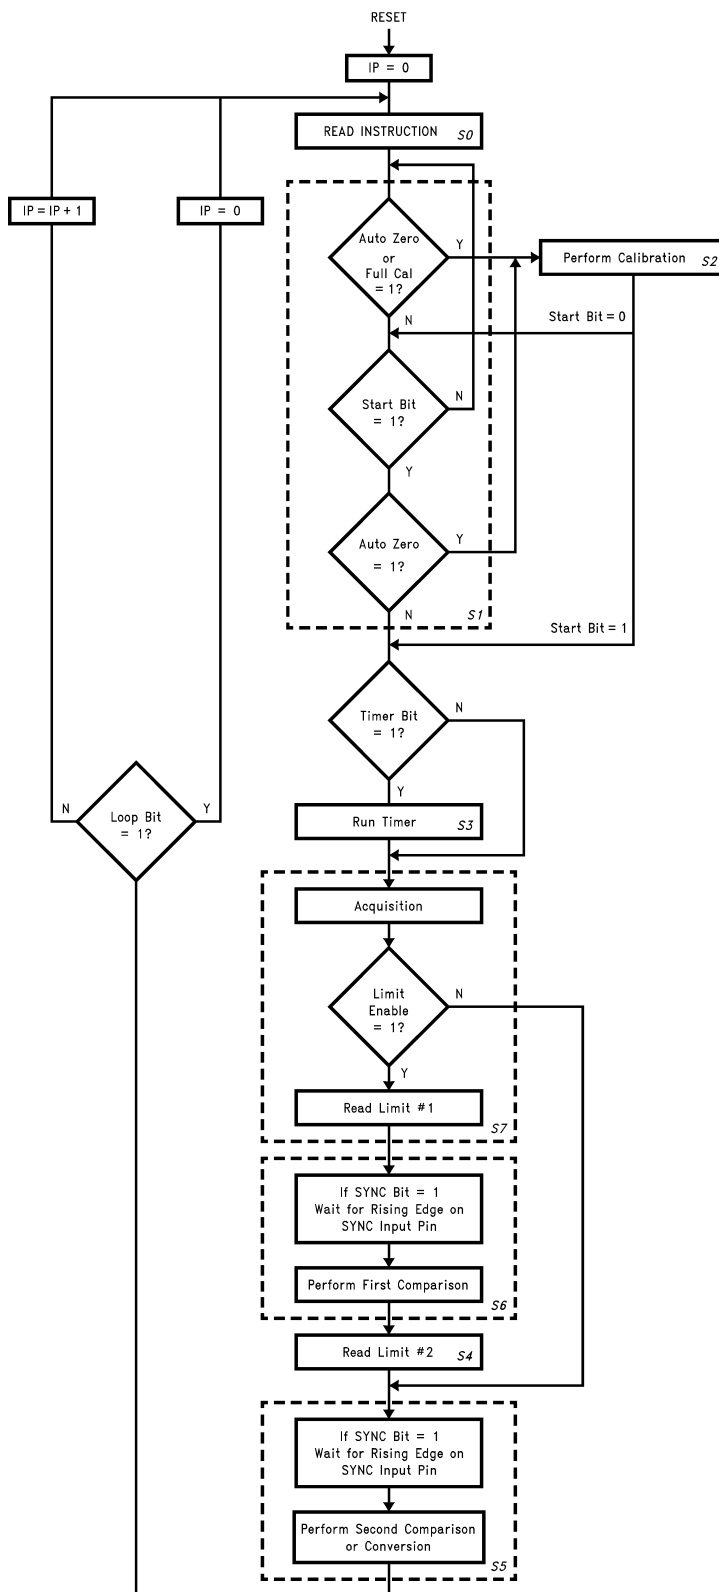 RESET
IP = 0
READ INSTRUCTION S0
IP = IP + 1
IP = 0
Auto Zero
or
Full Cal
= 1?
Y
Perform Calibration S2
N
Start Bit = 0
Start Bit
= 1?
N
Y
Auto Zero
= 1?
Y
N
S1
Start Bit = 1
Timer Bit
= 1?
N
Y
N
Loop Bit
= 1?
Y
Run Timer S3
Acquisition
Limit
Enable
= 1?
N
Y
Read Limit #1
S7
If SYNC Bit = 1
Wait for Rising Edge on
SYNC Input Pin
Perform First Comparison
S6
Read Limit #2 S4
If SYNC Bit = 1
Wait for Rising Edge on
SYNC Input Pin
Perform Second Comparison
or Conversion
S5